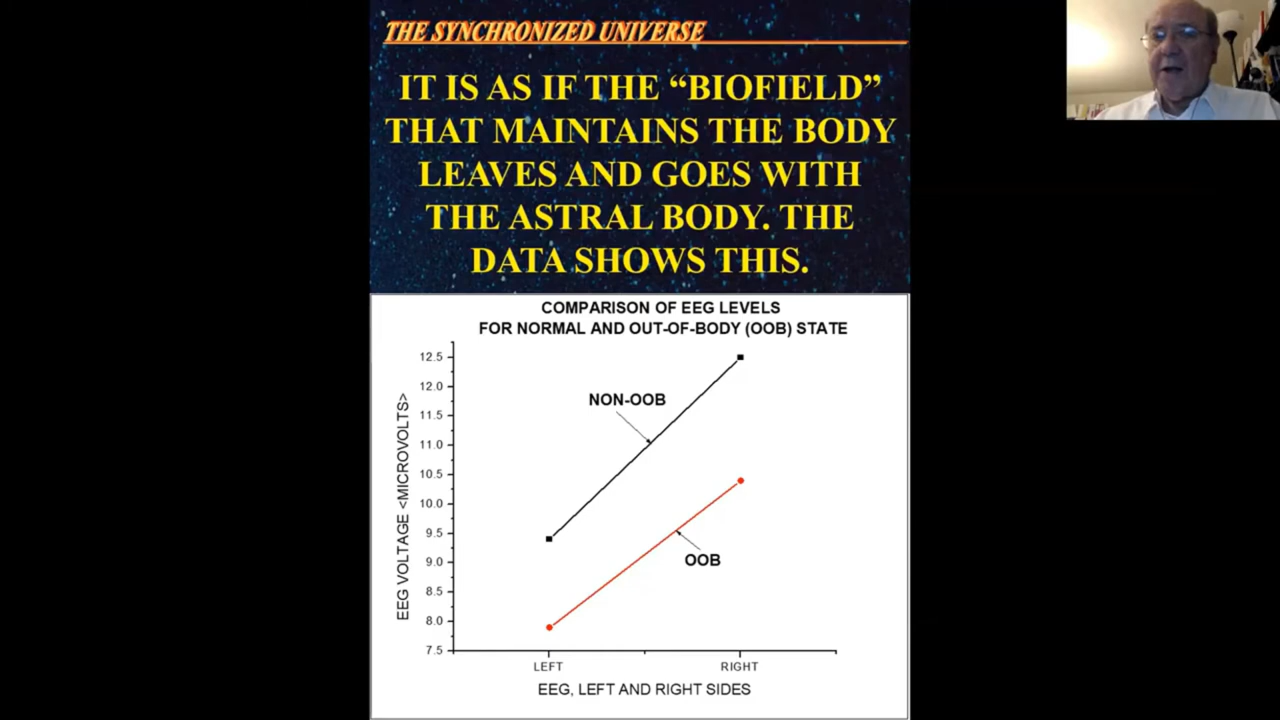 THE SYNCHRONIZED UNIVERSE
IT IS AS IF THE “BIOFIELD”
THAT MAINTAINS THE BODY
LEAVES AND GOES WITH
THE ASTRAL BODY. THE
DATA SHOWS THIS.
COMPARISON OF EEG LEVELS
FOR NORMAL AND OUT-OF-BODY (OOB) STATE
EEG VOLTAGE <MICROVOLTS>
12.5
12.0
11.5
11.0
10.5
10.0
9.5
9.0
8.5
8.0
7.5
NON-OOB
OOB
LEFT
RIGHT
EEG, LEFT AND RIGHT SIDES